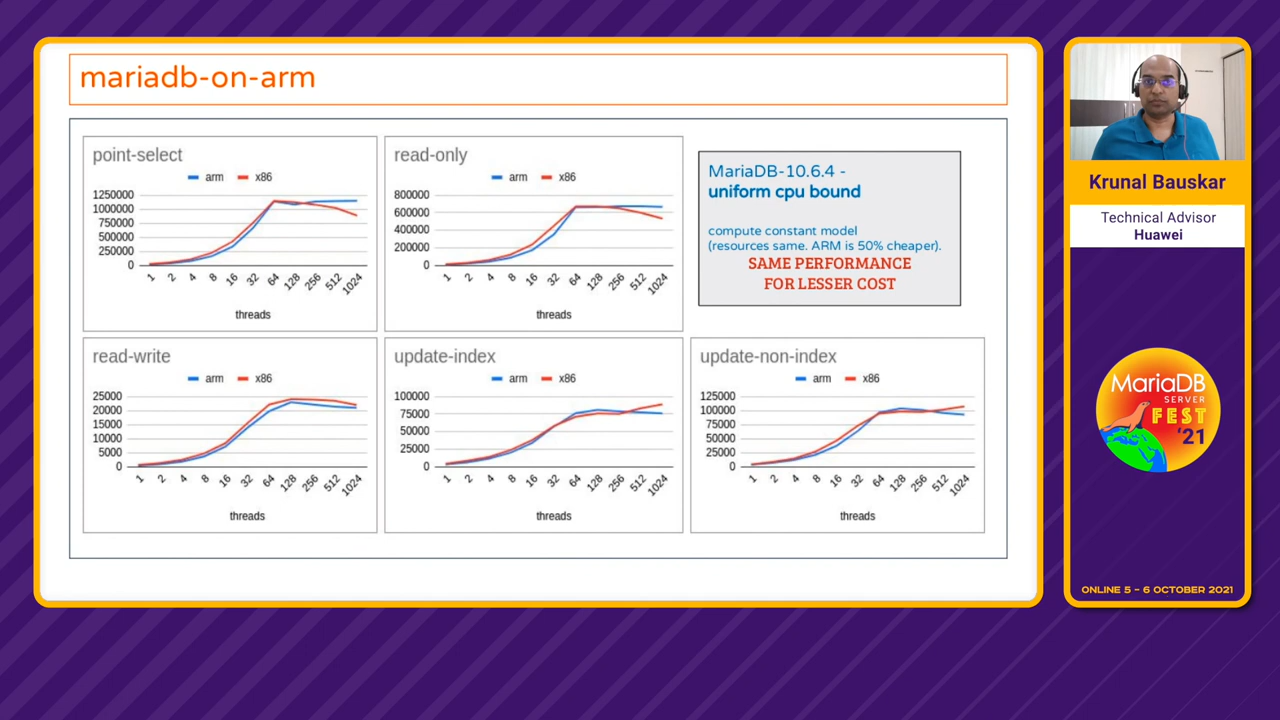 mariadb-on-arm
point-select
arm x86
1250000
1000000
750000
500000
250000
0
1 2 4 8 16 32 64 128 256 512 1024
threads
read-only
arm x86
800000
600000
400000
200000
0
1 2 4 8 16 32 64 128 256 512 1024
threads
MariaDB-10.6.4 -
uniform cpu bound
compute constant model
(resources same. ARM is 50% cheaper).
SAME PERFORMANCE
FOR LESSER COST
read-write
arm x86
25000
20000
15000
10000
5000
0
1 2 4 8 16 32 64 128 256 512 1024
threads
update-index
arm x86
100000
75000
50000
25000
0
1 2 4 8 16 32 64 128 256 512 1024
threads
update-non-index
arm x86
125000
100000
75000
50000
25000
0
1 2 4 8 16 32 64 128 256 512 1024
threads
Krunal Bauskar
Technical Advisor
Huawei
MariaDB
SERVER
FEST
'21
ONLINE 5 - 6 OCTOBER 2021